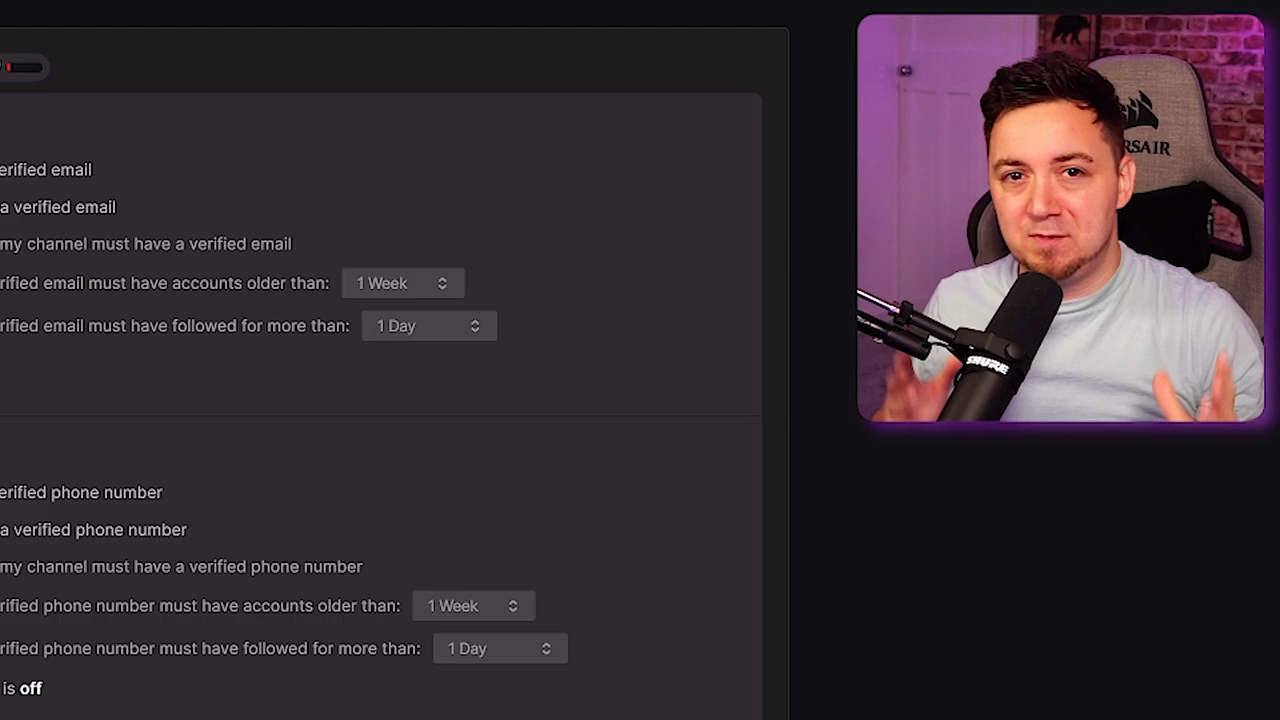 erified email
a verified email
my channel must have a verified email
rified email must have accounts older than: 1 Week
rified email must have followed for more than: 1 Day
erified phone number
a verified phone number
my channel must have a verified phone number
rified phone number must have accounts older than: 1 Week
rified phone number must have followed for more than: 1 Day
is off
RSAIR
SHURE